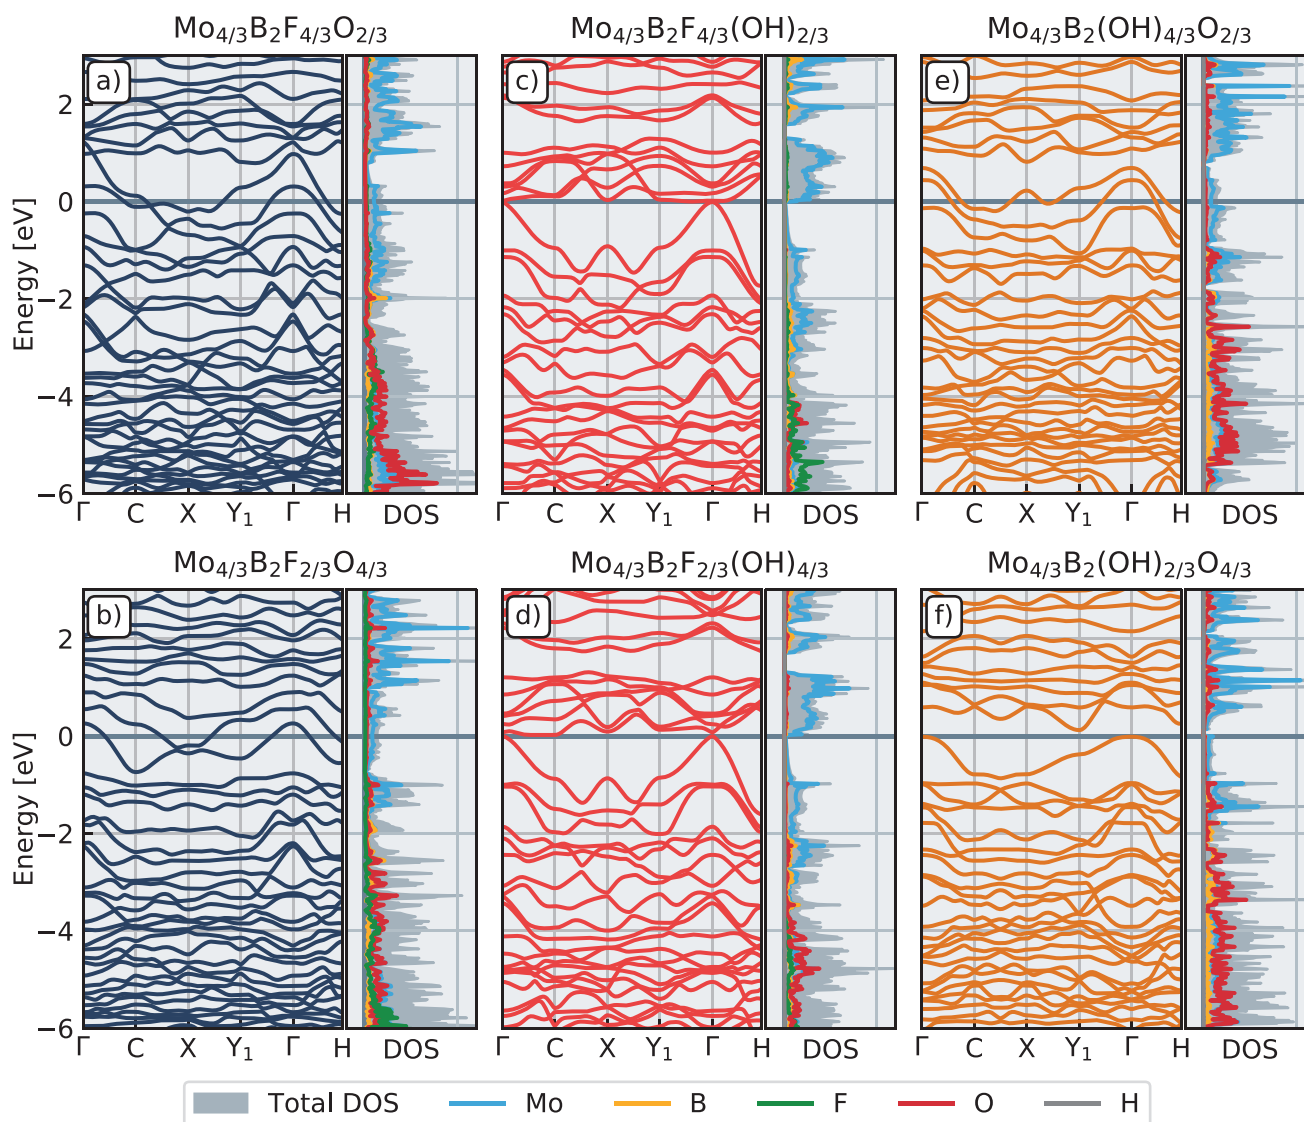 Mo4/3B2F4/3O2/3 Mo4/3B2F4/3(OH)2/3 Mo4/3B2(OH)4/3O2/3
a) c) e)
2
0
−2
−4
−6
Energy [eV]
Γ C X Y1 Γ H DOS Γ C X Y1 Γ H DOS Γ C X Y1 Γ H DOS
Mo4/3B2F2/3O4/3 Mo4/3B2F2/3(OH)4/3 Mo4/3B2(OH)2/3O4/3
b) d) f)
2
0
−2
−4
−6
Energy [eV]
Γ C X Y1 Γ H DOS Γ C X Y1 Γ H DOS Γ C X Y1 Γ H DOS
Total DOS Mo B F O H